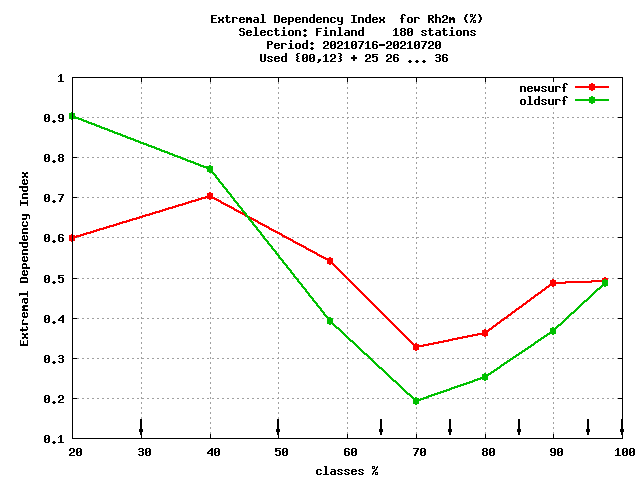 Extremal Dependency Index  for Rh2m (%)
Selection: Finland    180 stations
Period: 20210716-20210720
Used {00,12} + 25 26 ... 36
newsurf
oldsurf
1
0.9
0.8
0.7
0.6
0.5
0.4
0.3
0.2
0.1
Extremal Dependency Index
20 30 40 50 60 70 80 90 100
classes %